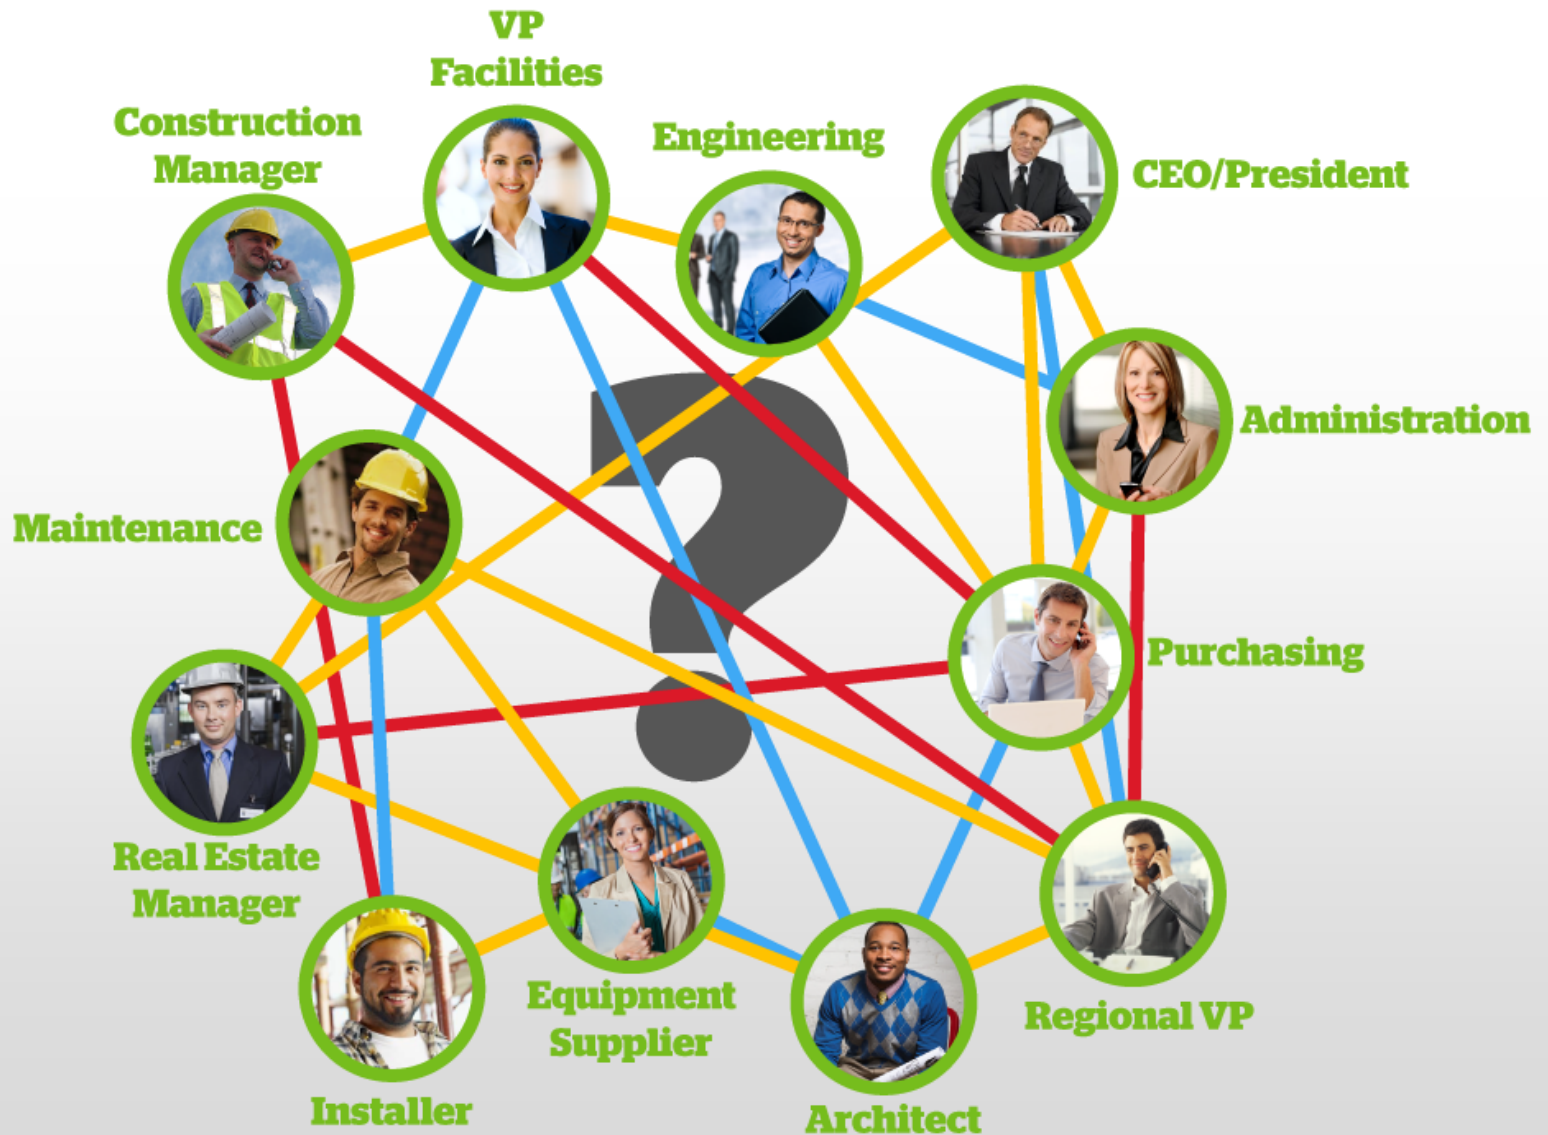 VP
Facilities
Construction
Manager
Engineering
CEO/President
Administration
Maintenance
Purchasing
Real Estate
Manager
Equipment
Supplier
Regional VP
Installer
Architect
?